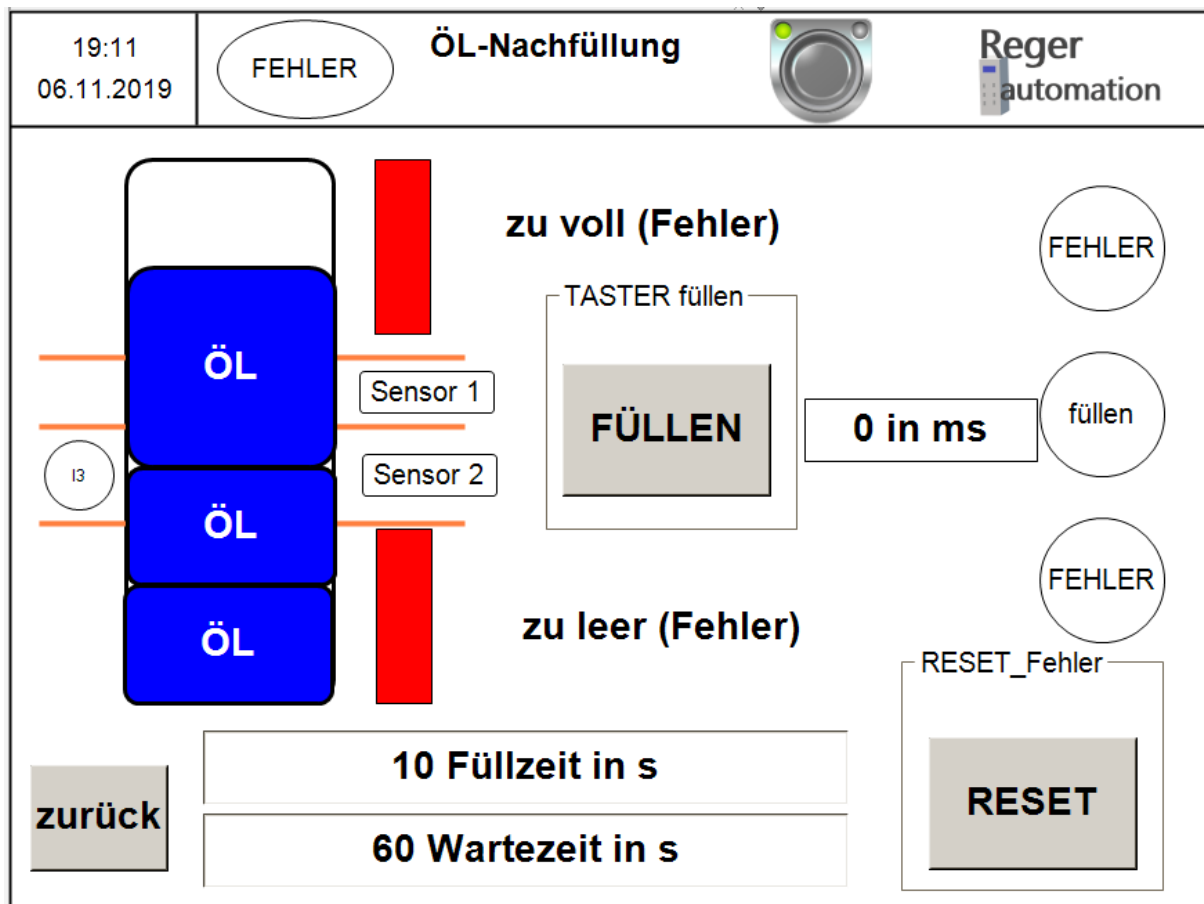 19:11
06.11.2019
FEHLER
ÖL-Nachfüllung
Reger
automation
zu voll (Fehler)
FEHLER
TASTER füllen
ÖL
Sensor 1
FÜLLEN
0 in ms
füllen
I3
Sensor 2
ÖL
FEHLER
zu leer (Fehler)
ÖL
RESET_Fehler
10 Füllzeit in s
RESET
zurück
60 Wartezeit in s